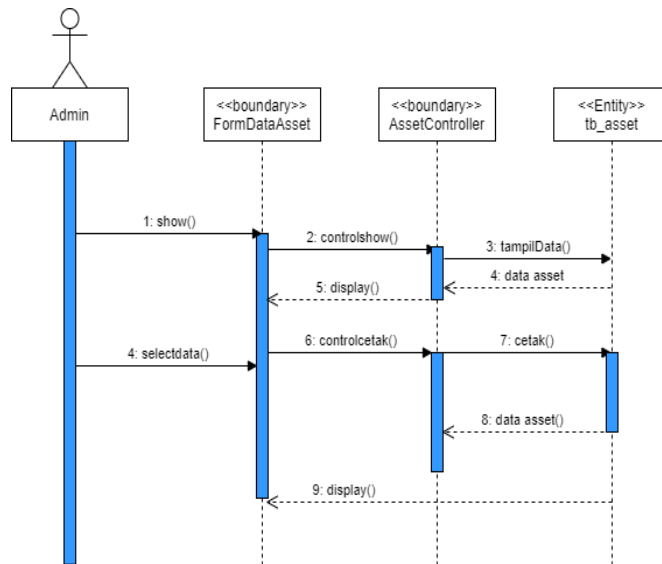 Admin
<<boundary>>
FormDataAsset
<<boundary>>
AssetController
<<Entity>>
tb_asset
1: show()
2: controlshow()
3: tampilData()
4: data asset
5: display()
6: controlcetak()
7: cetak()
4: selectdata()
8: data asset()
9: display()